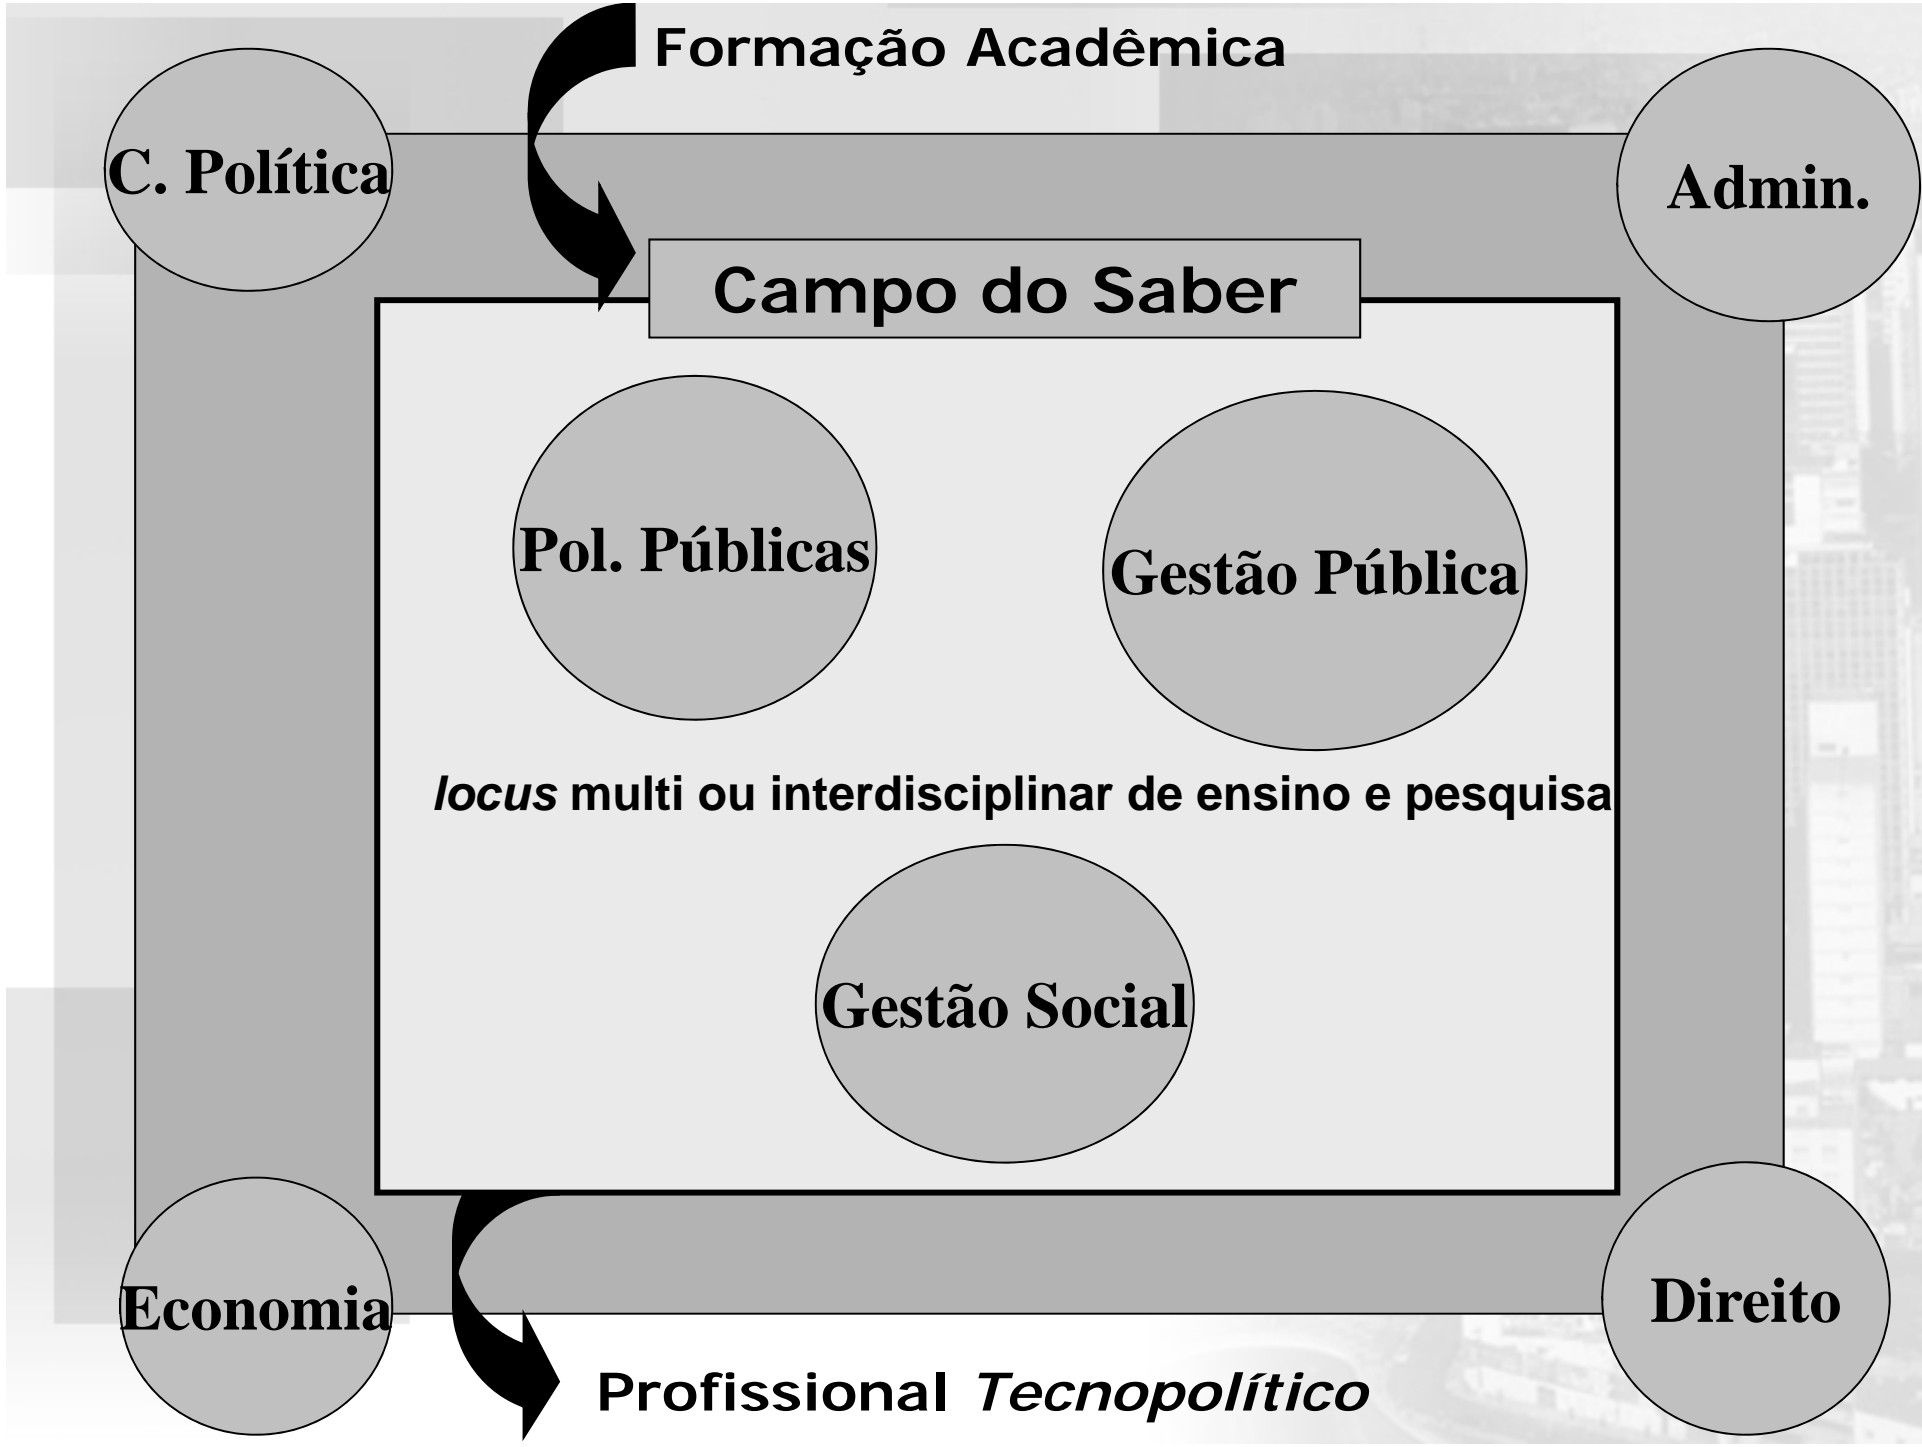 Formação Acadêmica
C. Política
Admin.
Campo do Saber
Pol. Públicas
Gestão Pública
locus multi ou interdisciplinar de ensino e pesquisa
Gestão Social
Economia
Direito
Profissional Tecnopolítico